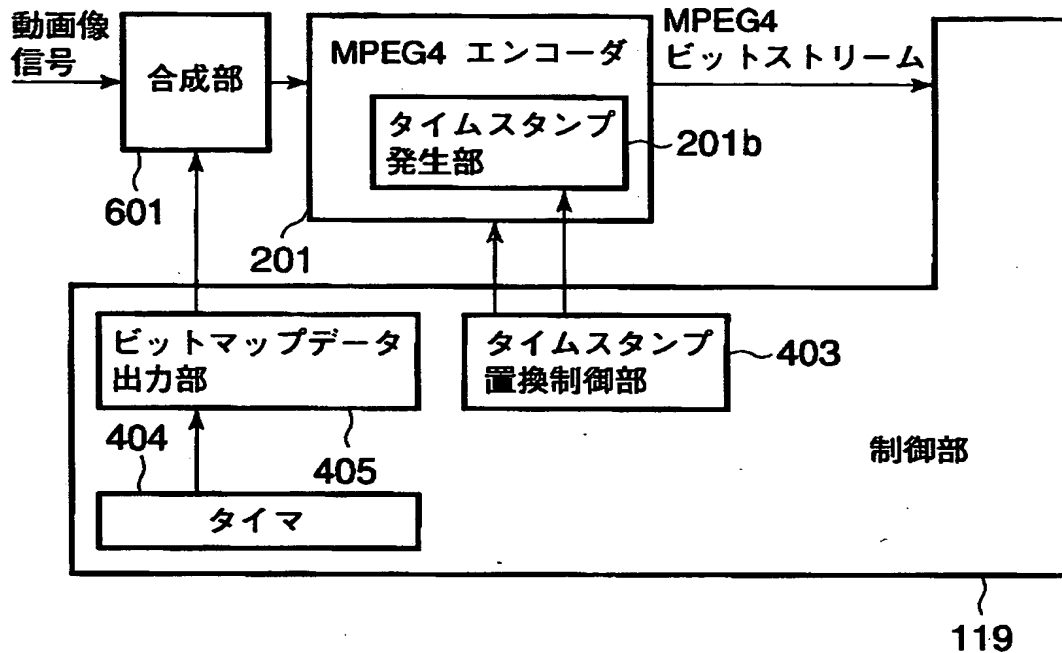 動画像
信号
合成部
601
MPEG4 エンコーダ
タイムスタンプ
発生部
201b
201
MPEG4
ビットストリーム
ビットマップデータ
出力部
405
404
タイマ
タイムスタンプ
置換制御部
403
制御部
119